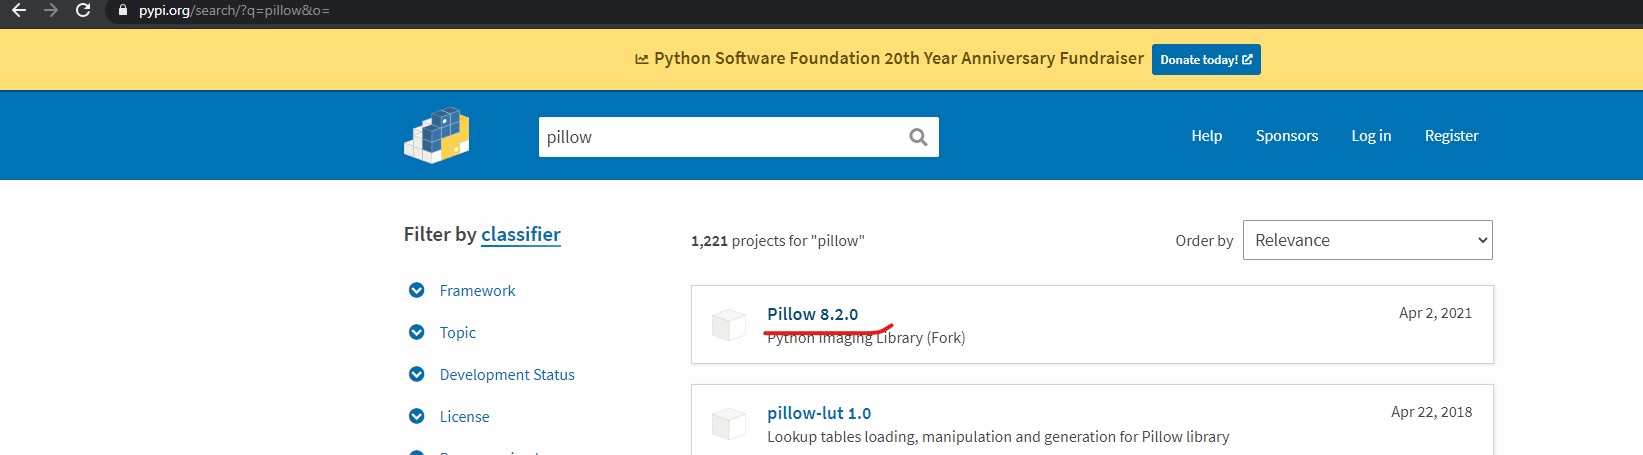 pypi.org/search/?q=pillow&o=
Python Software Foundation 20th Year Anniversary Fundraiser Donate today!
pillow
Help Sponsors Log in Register
Filter by classifier
1,221 projects for "pillow"
Order by Relevance
Framework
Topic
Development Status
License
Pillow 8.2.0
Apr 2, 2021
Python Imaging Library (Fork)
pillow-lut 1.0
Apr 22, 2018
Lookup tables loading, manipulation and generation for Pillow library